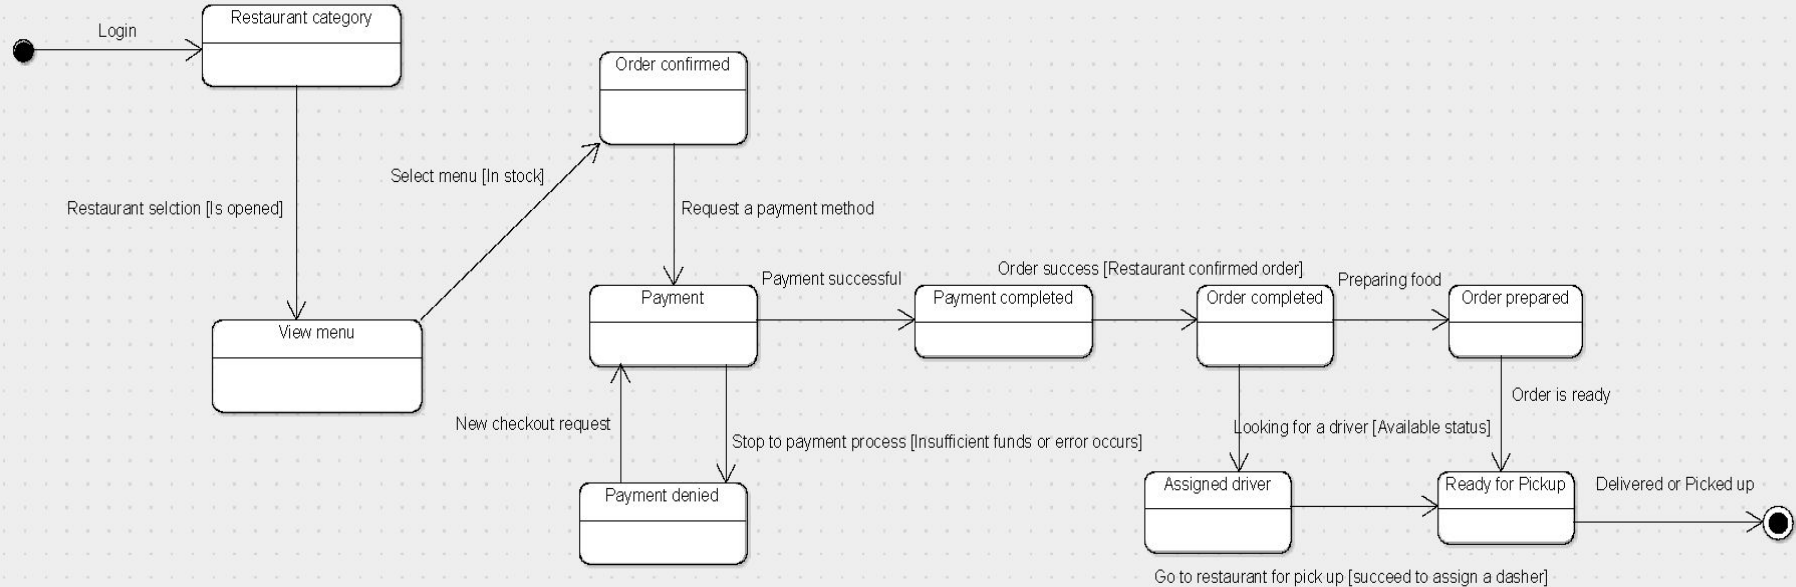 Login
Restaurant category
Order confirmed
Select menu [In stock]
Restaurant selction [Is opened]
Request a payment method
View menu
Payment
Payment successful
Payment completed
Order success [Restaurant confirmed order]
Order completed
Preparing food
Order prepared
New checkout request
Stop to payment process [Insufficient funds or error occurs]
Payment denied
Looking for a driver [Available status]
Order is ready
Assigned driver
Ready for Pickup
Delivered or Picked up
Go to restaurant for pick up [succeed to assign a dasher]